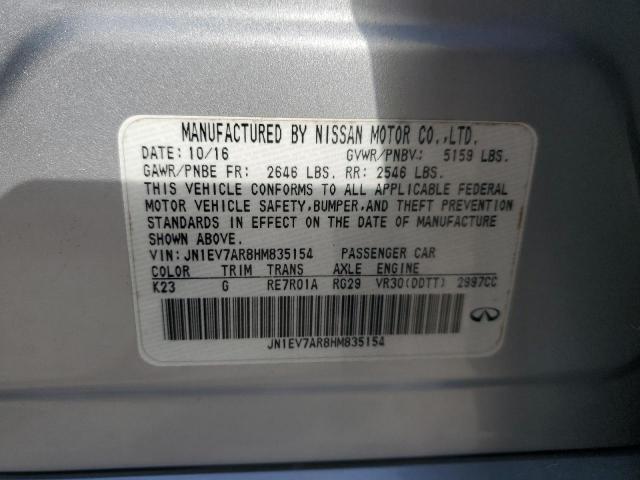 MANUFACTURED BY NISSAN MOTOR CO.,LTD.
DATE: 10/16 GVWR/PNBV: 5159 LBS.
GAWR/PNBE FR: 2646 LBS. RR: 2546 LBS.
THIS VEHICLE CONFORMS TO ALL APPLICABLE FEDERAL
MOTOR VEHICLE SAFETY,BUMPER,AND THEFT PREVENTION
STANDARDS IN EFFECT ON THE DATE OF MANUFACTURE
SHOWN ABOVE.
VIN: JN1EV7AR8HM835154 PASSENGER CAR
COLOR TRIM TRANS AXLE ENGINE
K23 G RE7R01A RG29 VR30(DDTT) 2997CC
JN1EV7AR8HM835154